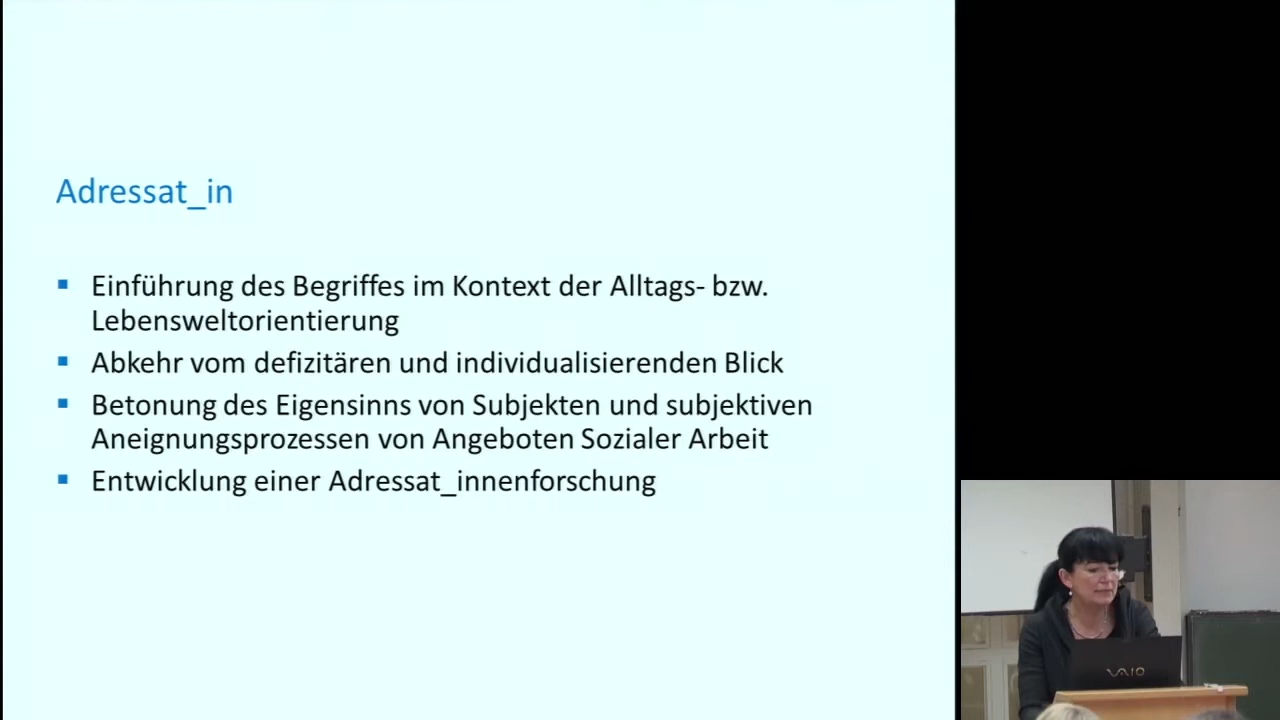 Adressat_in
▪ Einführung des Begriffes im Kontext der Alltags- bzw.
Lebensweltorientierung
▪ Abkehr vom defizitären und individualisierenden Blick
▪ Betonung des Eigensinns von Subjekten und subjektiven
Aneignungsprozessen von Angeboten Sozialer Arbeit
▪ Entwicklung einer Adressat_innenforschung
VAIO